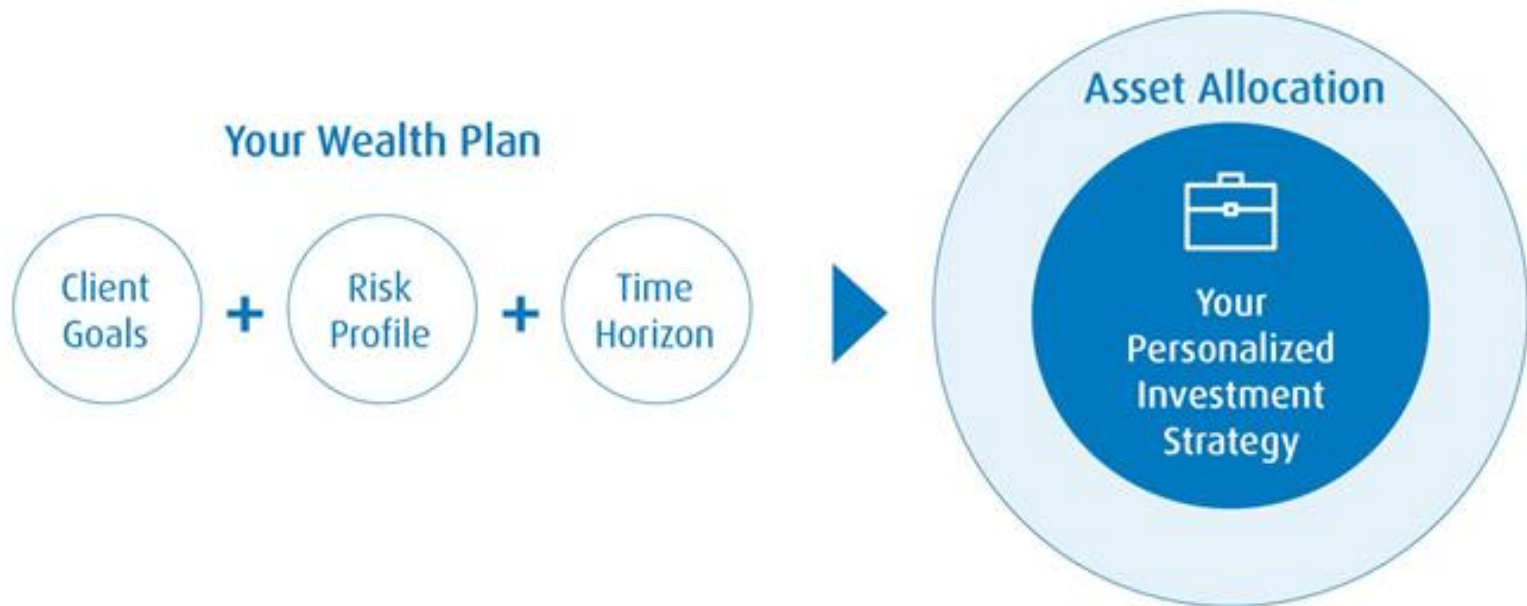 Your Wealth Plan
Client
Goals
+
Risk
Profile
+
Time
Horizon
Asset Allocation
Your
Personalized
Investment
Strategy